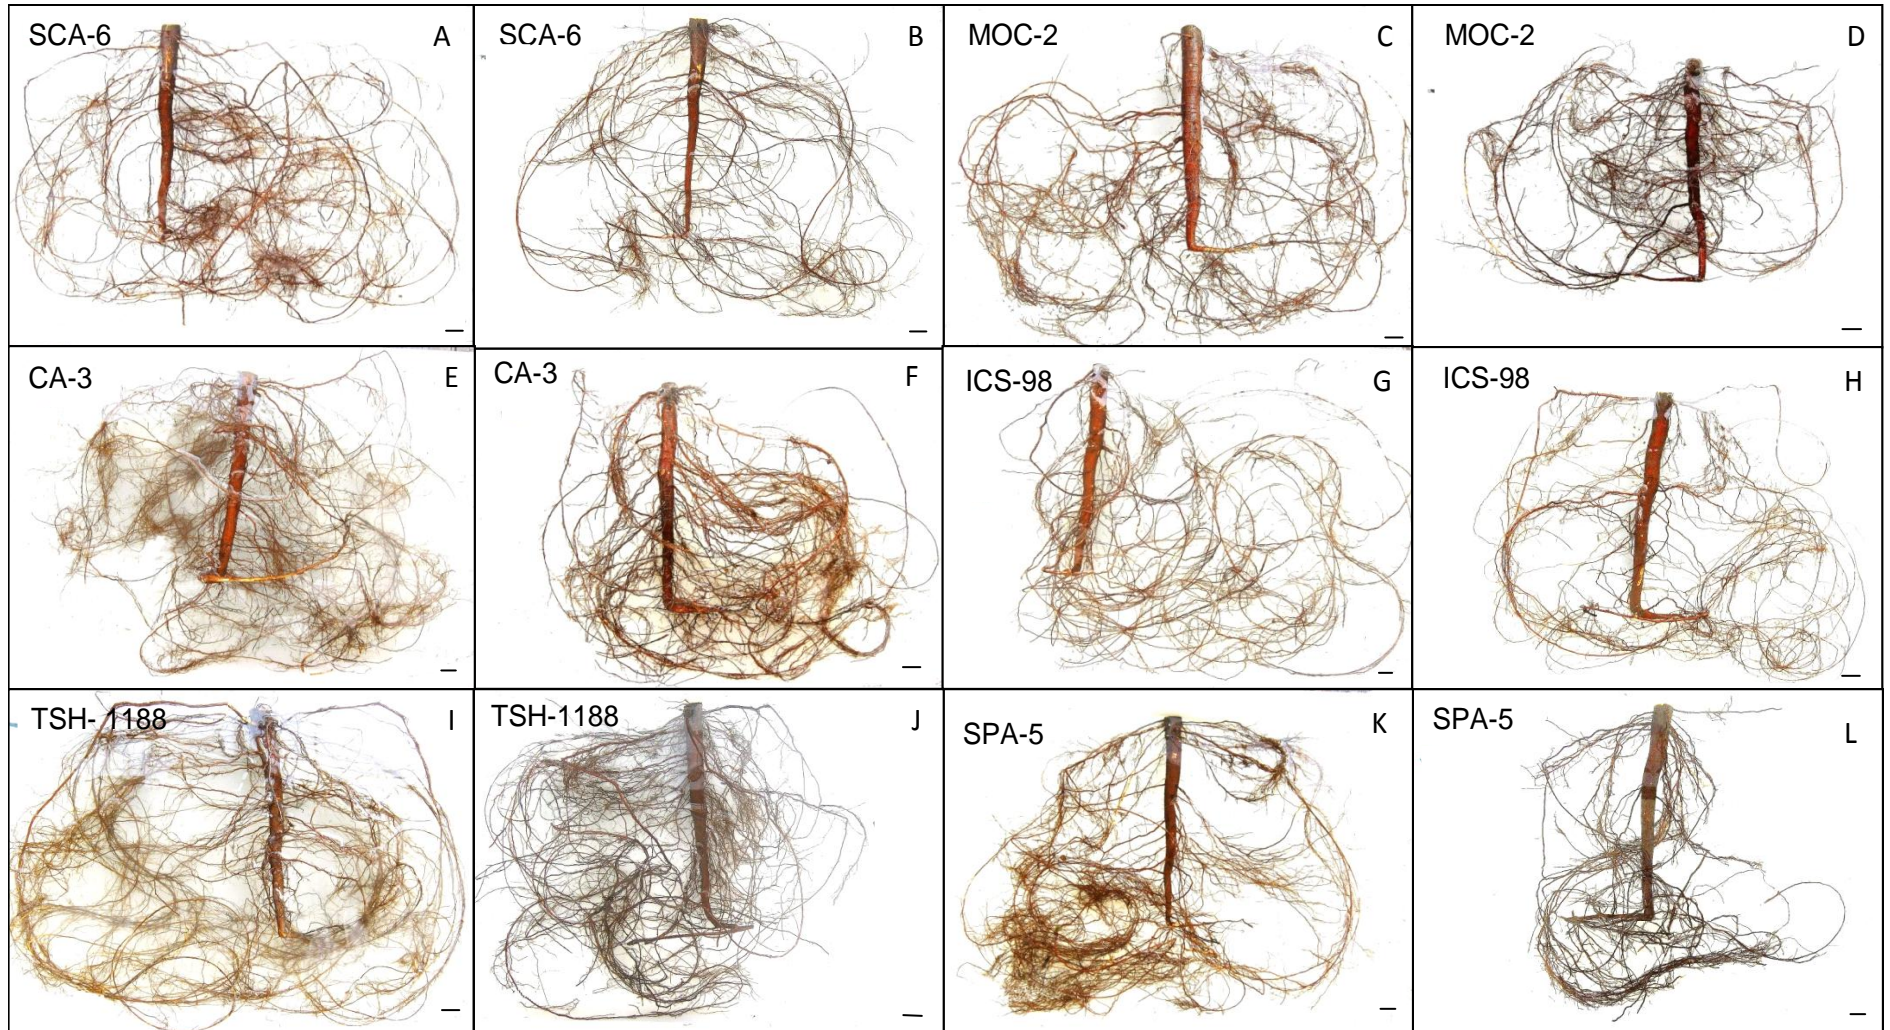 SCA-6 A
SCA-6 B
MOC-2 C
MOC-2 D
CA-3 E
CA-3 F
ICS-98 G
ICS-98 H
TSH- 1188 I
TSH-1188 J
SPA-5 K
SPA-5 L